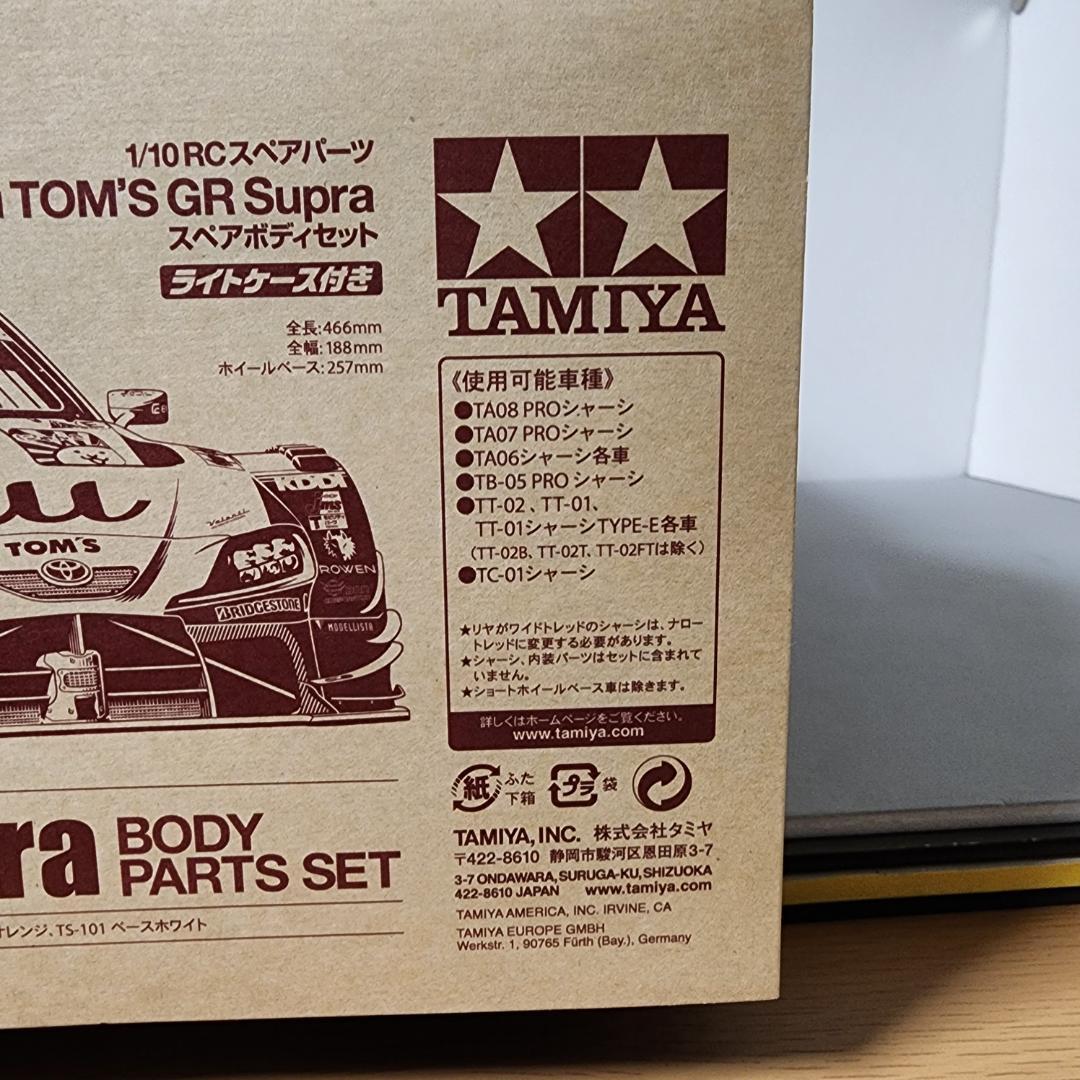 1/10 RCスペアパーツ
TOM'S GR Supra
スペアボディセット
ライトケース付き
全長:466mm
全幅:188mm
ホイールベース:257mm
TAMIYA
《使用可能車種》
●TA08 PROシャーシ
●TA07 PROシャーシ
●TA06シャーシ各車
●TB-05 PRO シャーシ
●TT-02 、TT-01、
TT-01シャーシTYPE-E各車
（TT-02B、TT-02T、TT-02FTは除く）
●TC-01シャーシ
★リヤがワイドトレッドのシャーシは、ナロー
トレッドに変更する必要があります。
★シャーシ、内装パーツはセットに含まれて
いません。
★ショートホイールベース車は除きます。
詳しくはホームページをご覧ください。
www.tamiya.com
KDDI
au
TOM'S
Valenti
ROWEN
BRIDGESTONE
MODELLISTA
紙 ふた
下箱
プラ 袋
ra BODY
PARTS SET
オレンジ、TS-101 ベースホワイト
TAMIYA, INC. 株式会社タミヤ
〒422-8610 静岡市駿河区恩田原3-7
3-7 ONDAWARA, SURUGA-KU, SHIZUOKA
422-8610 JAPAN www.tamiya.com
TAMIYA AMERICA, INC. IRVINE, CA
TAMIYA EUROPE GMBH
Werkstr. 1, 90765 Fürth (Bay.), Germany